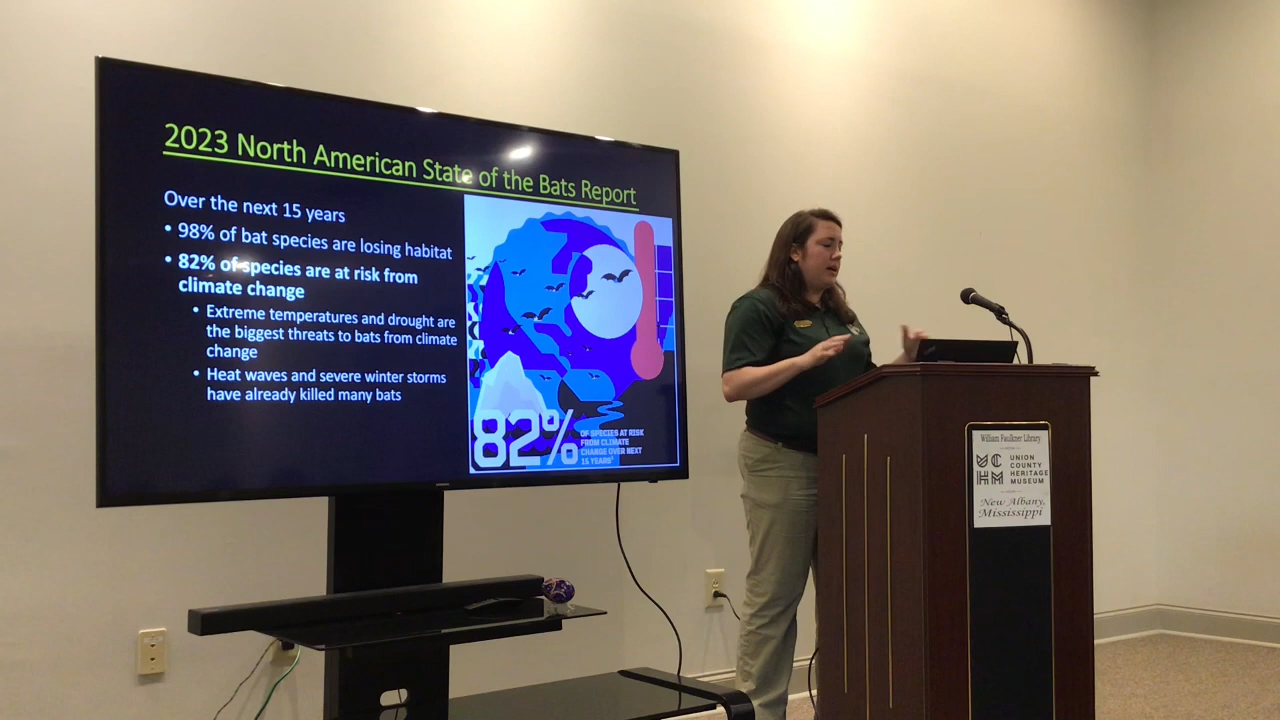 2023 North American State of the Bats Report
Over the next 15 years
• 98% of bat species are losing habitat
• 82% of species are at risk from
climate change
• Extreme temperatures and drought are
the biggest threats to bats from climate
change
• Heat waves and severe winter storms
have already killed many bats
82%
OF SPECIES AT RISK
FROM CLIMATE
CHANGE OVER NEXT
15 YEARS
William Faulkner Library
UC
HM
UNION
COUNTY
HERITAGE
MUSEUM
New Albany,
Mississippi